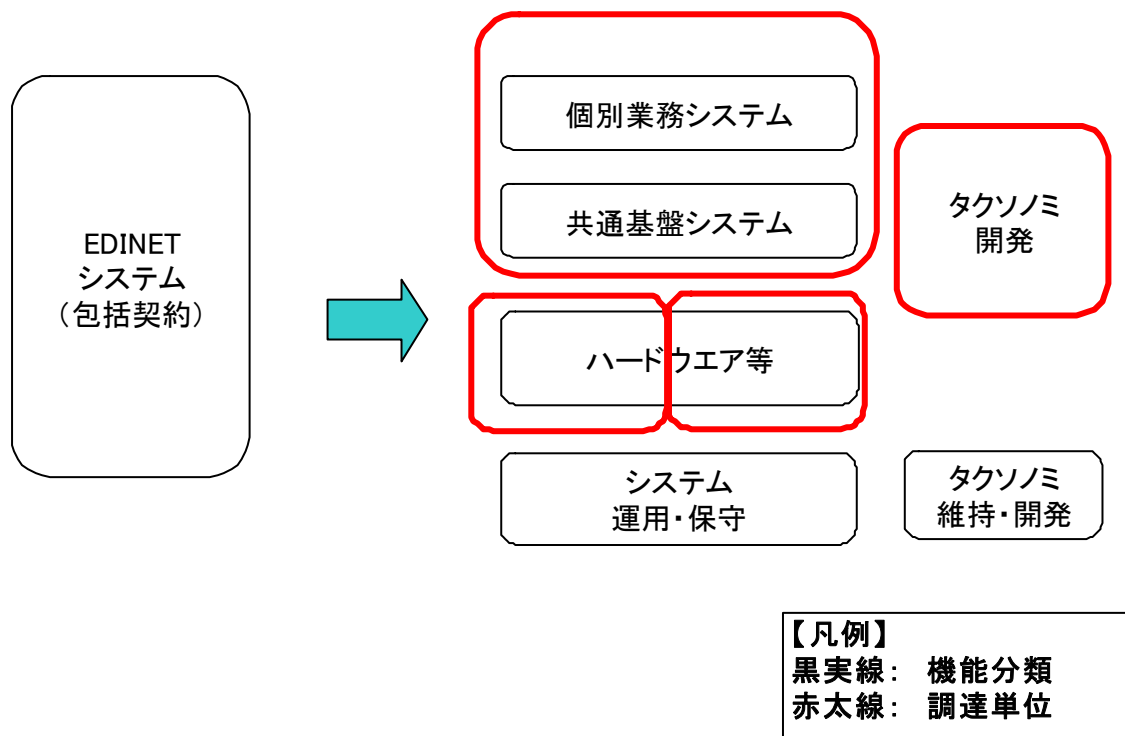 EDINET
システム
（包括契約）
個別業務システム
共通基盤システム
ハードウエア等
システム
運用・保守
タクソノミ
開発
タクソノミ
維持・開発
【凡例】
黒実線： 機能分類
赤太線： 調達単位